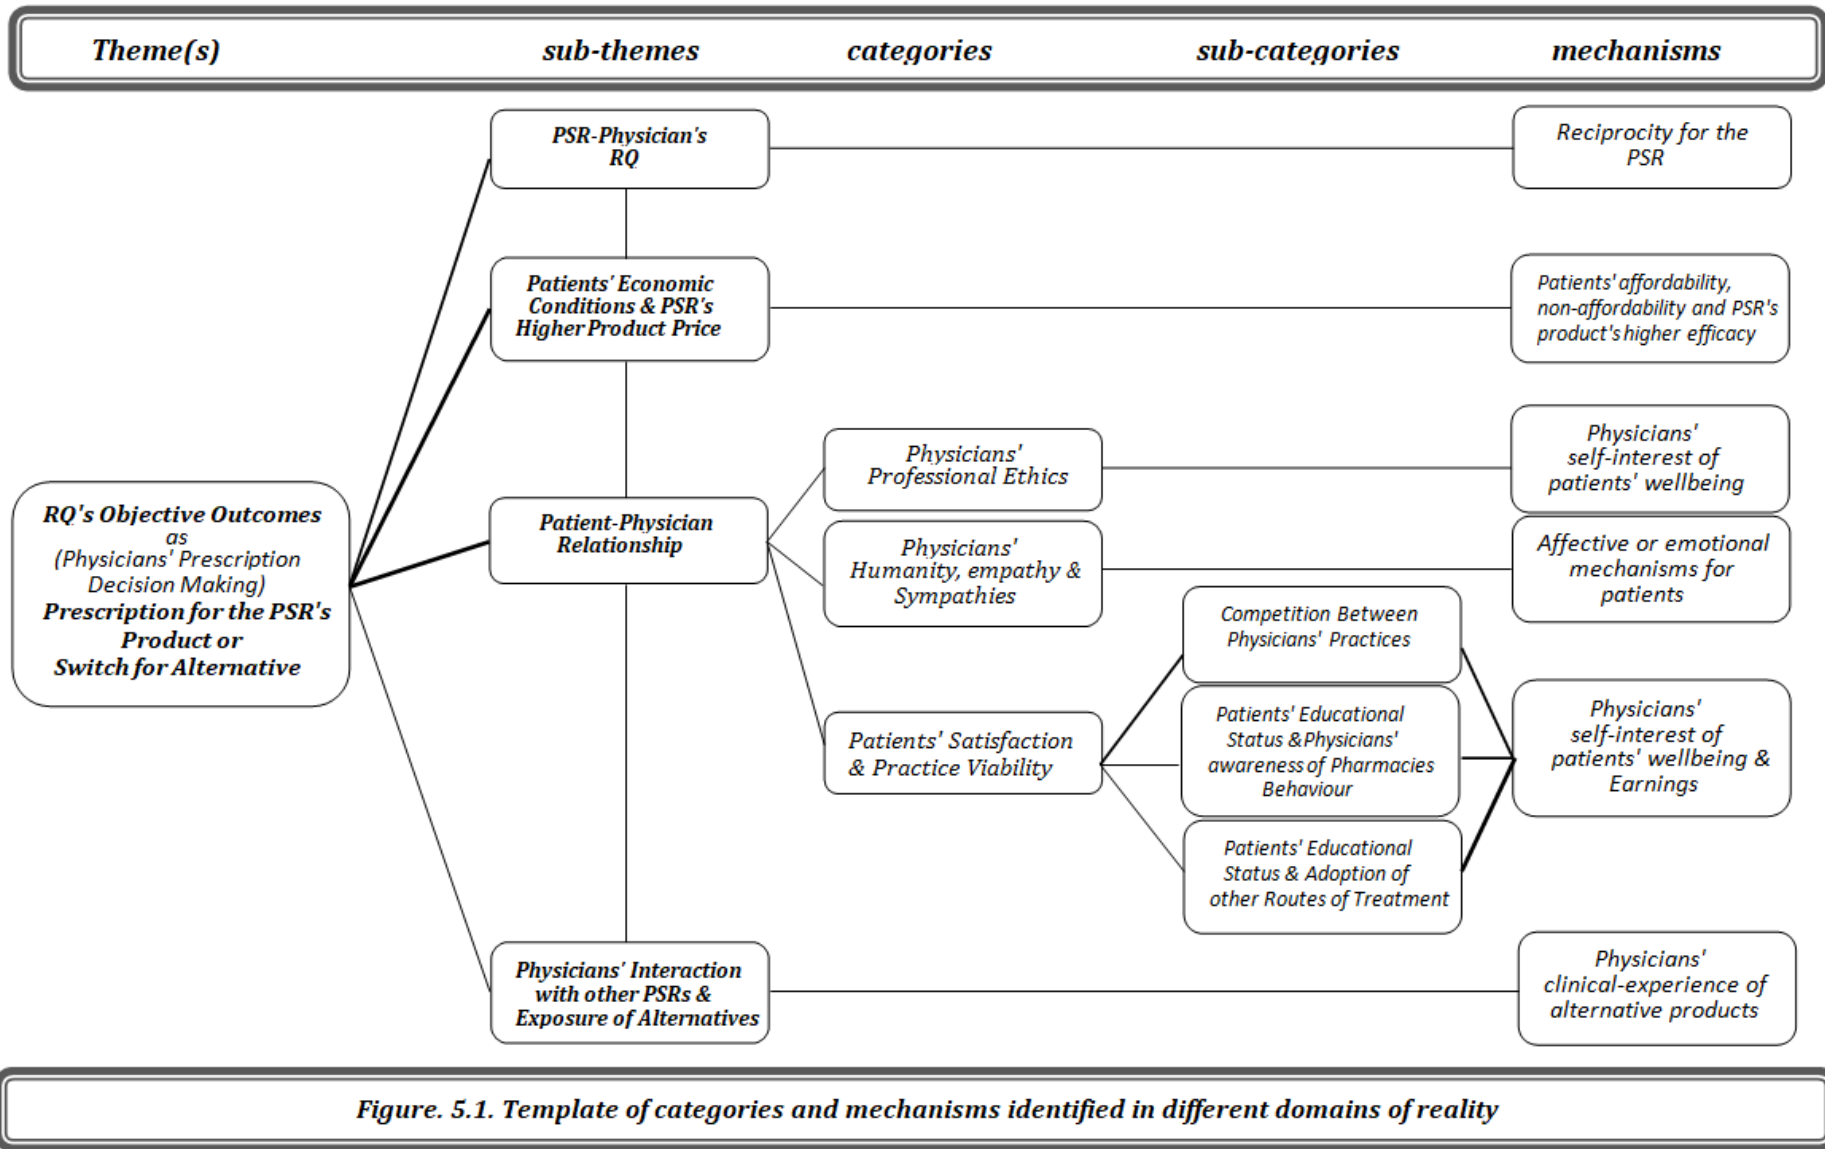 Theme(s) sub-themes categories sub-categories mechanisms
PSR-Physician's
RQ
Reciprocity for the
PSR
Patients' Economic
Conditions & PSR's
Higher Product Price
Patients' affordability,
non-affordability and PSR's
product's higher efficacy
RQ's Objective Outcomes
as
(Physicians' Prescription
Decision Making)
Prescription for the PSR's
Product or
Switch for Alternative
Patient-Physician
Relationship
Physicians'
Professional Ethics
Physicians'
self-interest of
patients' wellbeing
Physicians'
Humanity, empathy &
Sympathies
Affective or emotional
mechanisms for
patients
Patients' Satisfaction
& Practice Viability
Competition Between
Physicians' Practices
Patients' Educational
Status &Physicians'
awareness of Pharmacies
Behaviour
Patients' Educational
Status & Adoption of
other Routes of Treatment
Physicians'
self-interest of
patients' wellbeing &
Earnings
Physicians' Interaction
with other PSRs &
Exposure of Alternatives
Physicians'
clinical-experience of
alternative products
Figure. 5.1. Template of categories and mechanisms identified in different domains of reality